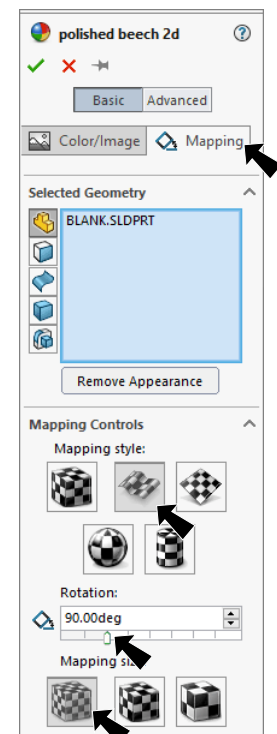 polished beech 2d
Basic Advanced
Color/Image Mapping
Selected Geometry
BLANK.SLDPRT
Remove Appearance
Mapping Controls
Mapping style:
Rotation:
90.00deg
Mapping